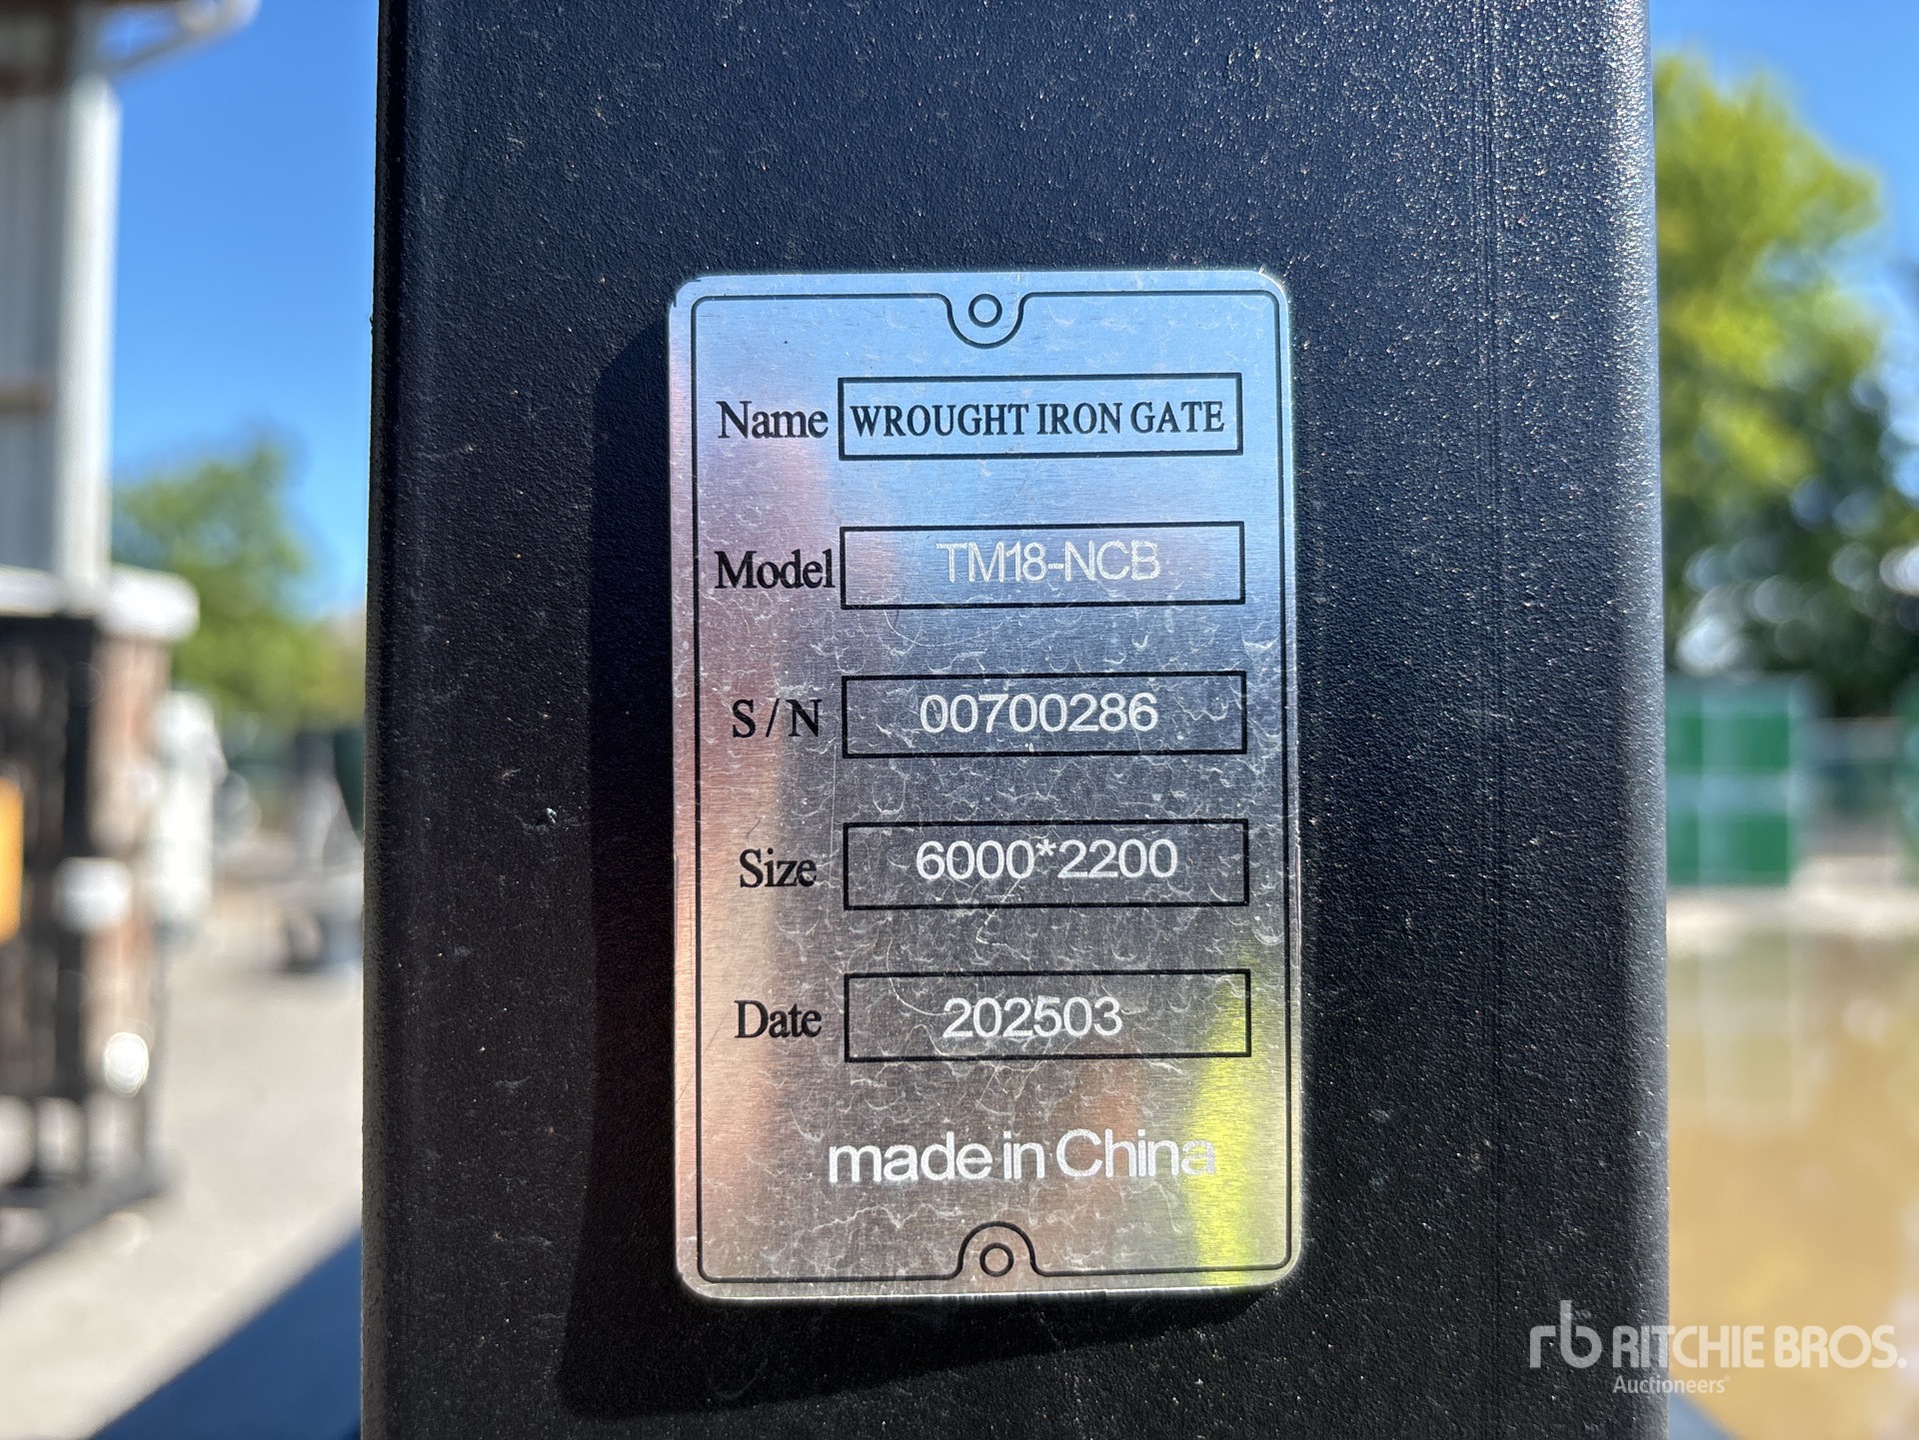 Name WROUGHT IRON GATE
Model TM18-NCB
S/N 00700286
Size 6000*2200
Date 202503
made in China
rb RITCHIE BROS.
Auctioneers